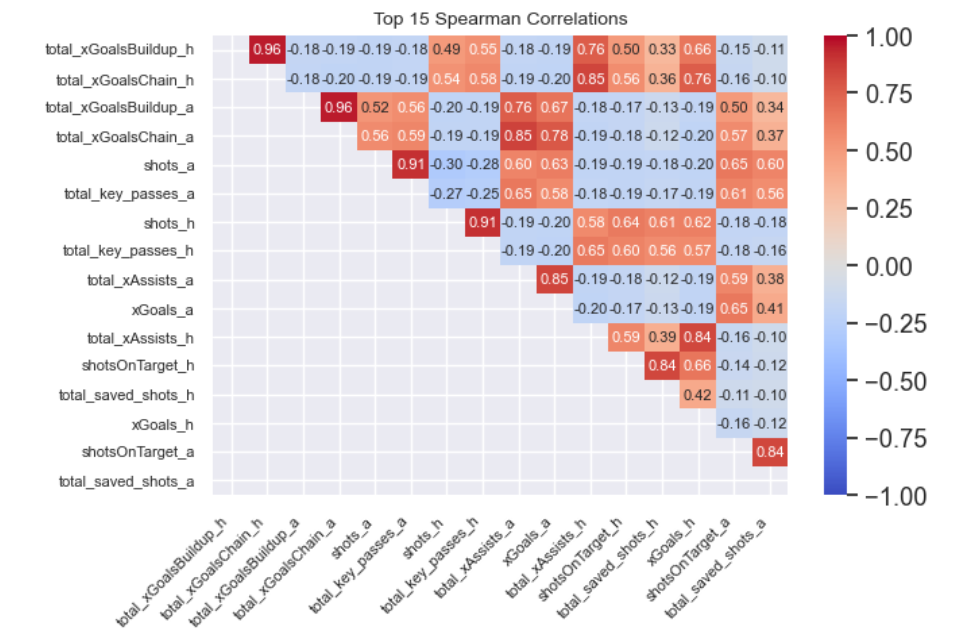 Top 15 Spearman Correlations
total_xGoalsBuildup_h 0.96 -0.18 -0.19 -0.19 -0.18 0.49 0.55 -0.18 -0.19 0.76 0.50 0.33 0.66 -0.15 -0.11
total_xGoalsChain_h -0.18 -0.20 -0.19 -0.19 0.54 0.58 -0.19 -0.20 0.85 0.56 0.36 0.76 -0.16 -0.10
total_xGoalsBuildup_a 0.96 0.52 0.56 -0.20 -0.19 0.76 0.67 -0.18 -0.17 -0.13 -0.19 0.50 0.34
total_xGoalsChain_a 0.56 0.59 -0.19 -0.19 0.85 0.78 -0.19 -0.18 -0.12 -0.20 0.57 0.37
shots_a 0.91 -0.30 -0.28 0.60 0.63 -0.19 -0.19 -0.18 -0.20 0.65 0.60
total_key_passes_a -0.27 -0.25 0.65 0.58 -0.18 -0.19 -0.17 -0.19 0.61 0.56
shots_h 0.91 -0.19 -0.20 0.58 0.64 0.61 0.62 -0.18 -0.18
total_key_passes_h -0.19 -0.20 0.65 0.60 0.56 0.57 -0.18 -0.16
total_xAssists_a 0.85 -0.19 -0.18 -0.12 -0.19 0.59 0.38
xGoals_a -0.20 -0.17 -0.13 -0.19 0.65 0.41
total_xAssists_h 0.59 0.39 0.84 -0.16 -0.10
shotsOnTarget_h 0.84 0.66 -0.14 -0.12
total_saved_shots_h 0.42 -0.11 -0.10
xGoals_h -0.16 -0.12
shotsOnTarget_a 0.84
total_saved_shots_a
total_xGoalsBuildup_h
total_xGoalsChain_h
total_xGoalsBuildup_a
total_xGoalsChain_a
shots_a
total_key_passes_a
shots_h
total_key_passes_h
total_xAssists_a
xGoals_a
total_xAssists_h
shotsOnTarget_h
total_saved_shots_h
xGoals_h
shotsOnTarget_a
total_saved_shots_a
1.00
0.75
0.50
0.25
0.00
−0.25
−0.50
−0.75
−1.00